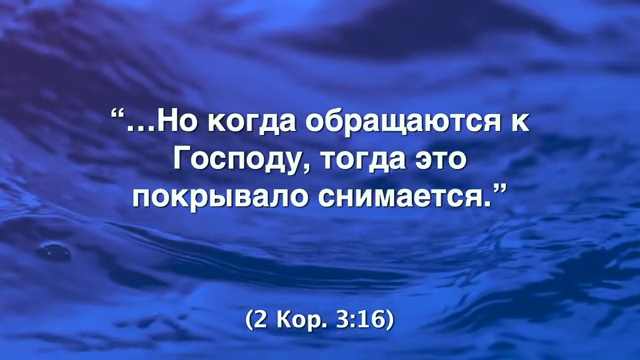 “…Но когда обращаются к
Господу, тогда это
покрывало снимается.”
(2 Кор. 3:16)